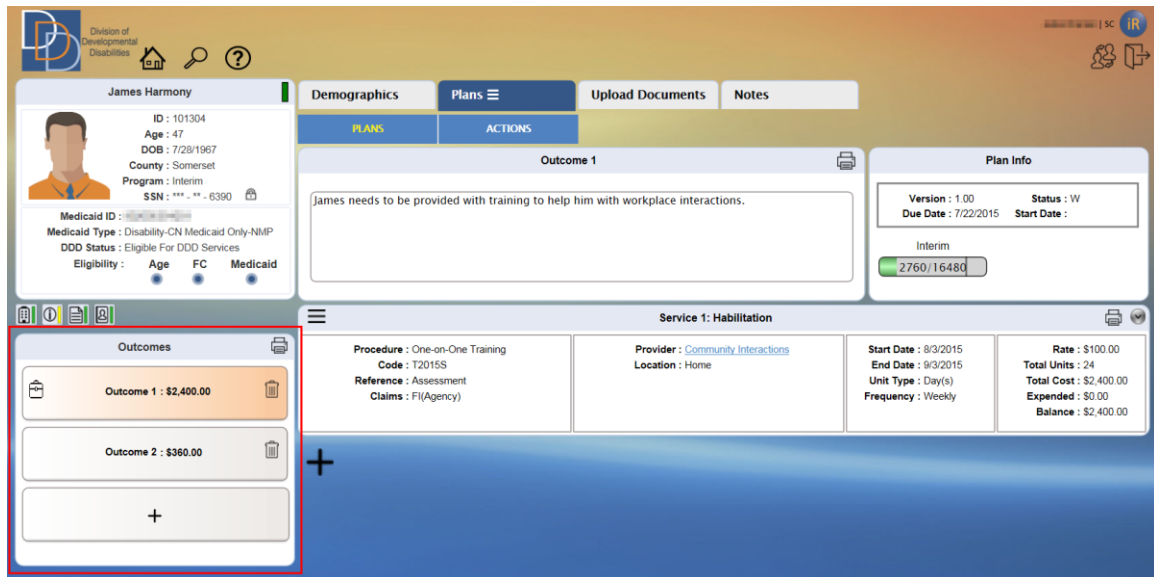 Division of
Developmental
Disabilities
| SC
iR
James Harmony
ID : 101304
Age : 47
DOB : 7/28/1967
County : Somerset
Program : Interim
SSN : *** - ** - 6390
Medicaid ID :
Medicaid Type : Disability-CN Medicaid Only-NMP
DDD Status : Eligible For DDD Services
Eligibility : Age FC Medicaid
Demographics
Plans
Upload Documents
Notes
PLANS
ACTIONS
Outcome 1
James needs to be provided with training to help him with workplace interactions.
Plan Info
Version : 1.00 Status : W
Due Date : 7/22/2015 Start Date :
Interim
2760/16480
Outcomes
Outcome 1 : $2,400.00
Outcome 2 : $360.00
+
Service 1: Habilitation
Procedure : One-on-One Training
Code : T2015S
Reference : Assessment
Claims : FI(Agency)
Provider : Community Interactions
Location : Home
Start Date : 8/3/2015
End Date : 9/3/2015
Unit Type : Day(s)
Frequency : Weekly
Rate : $100.00
Total Units : 24
Total Cost : $2,400.00
Expended : $0.00
Balance : $2,400.00
+